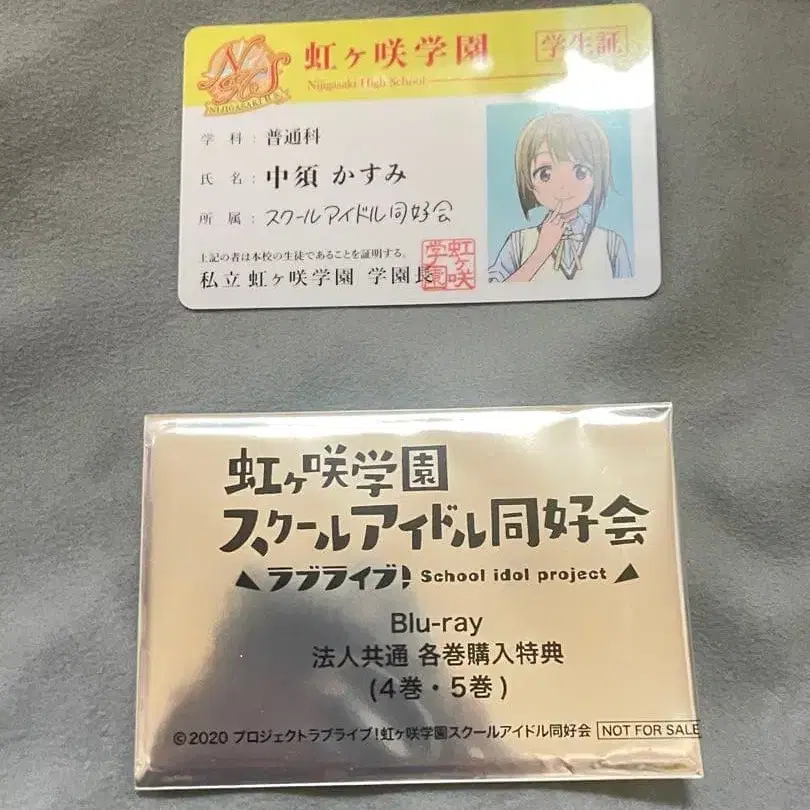 NHS
NIJIGASAKI H.S.
虹ヶ咲学園
学生証
Nijigasaki High School
学 科 : 普通科
氏 名 : 中須 かすみ
所 属 : スクールアイドル同好会
上記の者は本校の生徒であることを証明する。
私立 虹ヶ咲学園 学園長
虹ヶ咲
学園
虹ヶ咲学園
スクールアイドル同好会
ラブライブ! School idol project
Blu-ray
法人共通 各巻購入特典
(4巻・5巻)
©2020 プロジェクトラブライブ!虹ヶ咲学園スクールアイドル同好会 NOT FOR SALE